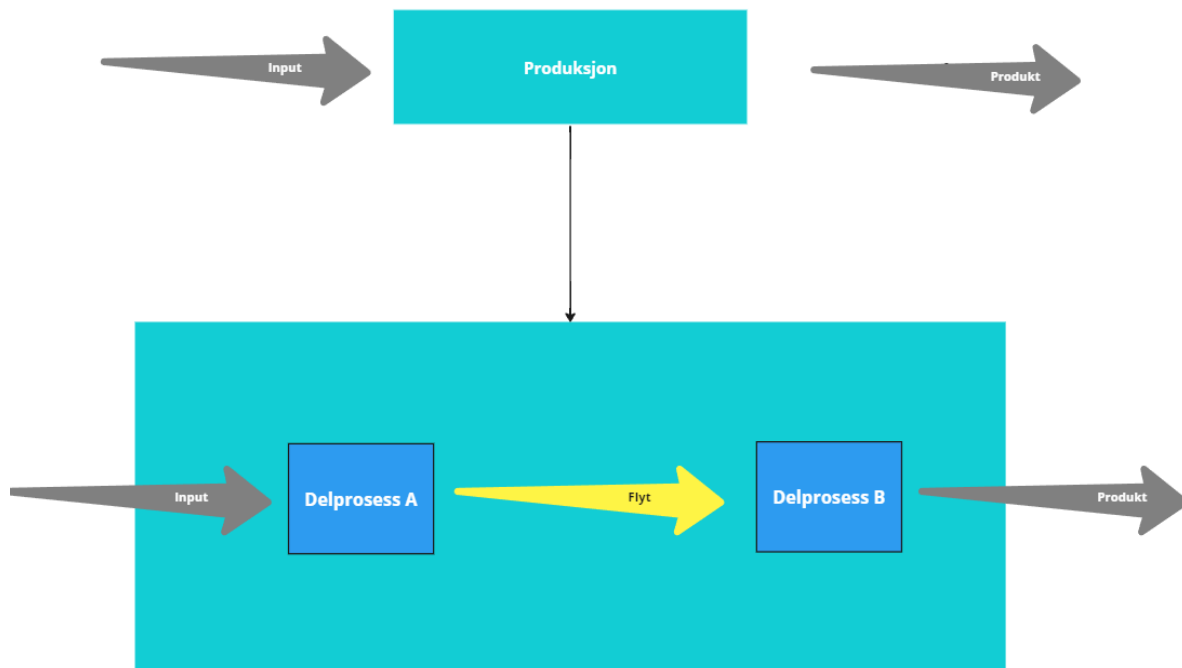 Input
Produksjon
Produkt
Input
Delprosess A
Flyt
Delprosess B
Produkt